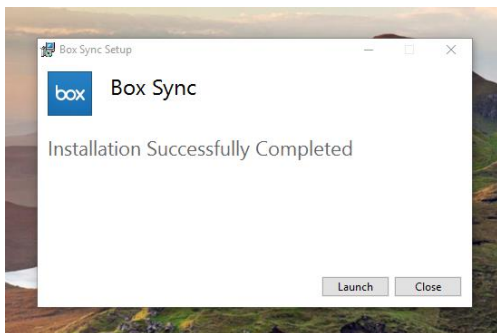 Box Sync Setup
box
Box Sync
Installation Successfully Completed
Launch
Close